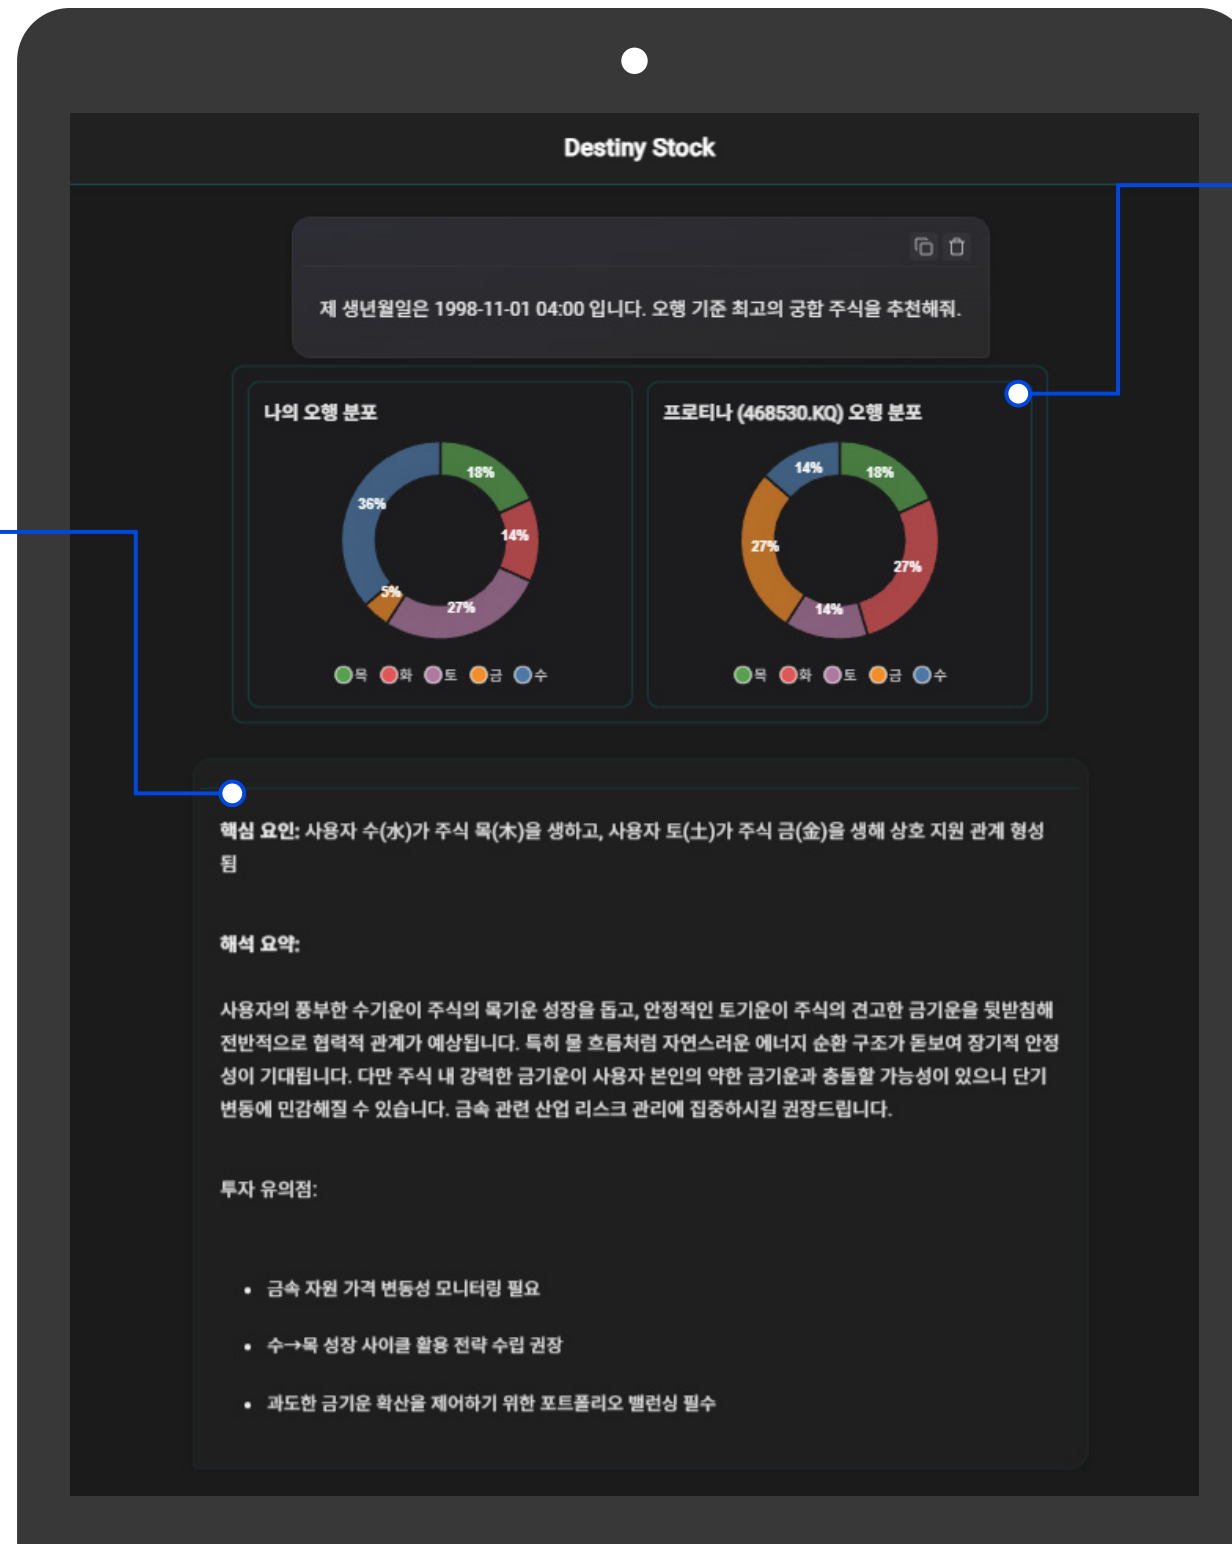 Destiny Stock
제 생년월일은 1998-11-01 04:00 입니다. 오행 기준 최고의 궁합 주식을 추천해줘.
나의 오행 분포
18%
14%
27%
5%
36%
목 화 토 금 수
프로티나 (468530.KQ) 오행 분포
18%
27%
14%
27%
14%
목 화 토 금 수
핵심 요인: 사용자 수(水)가 주식 목(木)을 생하고, 사용자 토(土)가 주식 금(金)을 생해 상호 지원 관계 형성
됨
해석 요약:
사용자의 풍부한 수기운이 주식의 목기운 성장을 돕고, 안정적인 토기운이 주식의 견고한 금기운을 뒷받침해
전반적으로 협력적 관계가 예상됩니다. 특히 물 흐름처럼 자연스러운 에너지 순환 구조가 돋보여 장기적 안정
성이 기대됩니다. 다만 주식 내 강력한 금기운이 사용자 본인의 약한 금기운과 충돌할 가능성이 있으니 단기
변동에 민감해질 수 있습니다. 금속 관련 산업 리스크 관리에 집중하시길 권장드립니다.
투자 유의점:
• 금속 자원 가격 변동성 모니터링 필요
• 수→목 성장 사이클 활용 전략 수립 권장
• 과도한 금기운 확산을 제어하기 위한 포트폴리오 밸런싱 필수